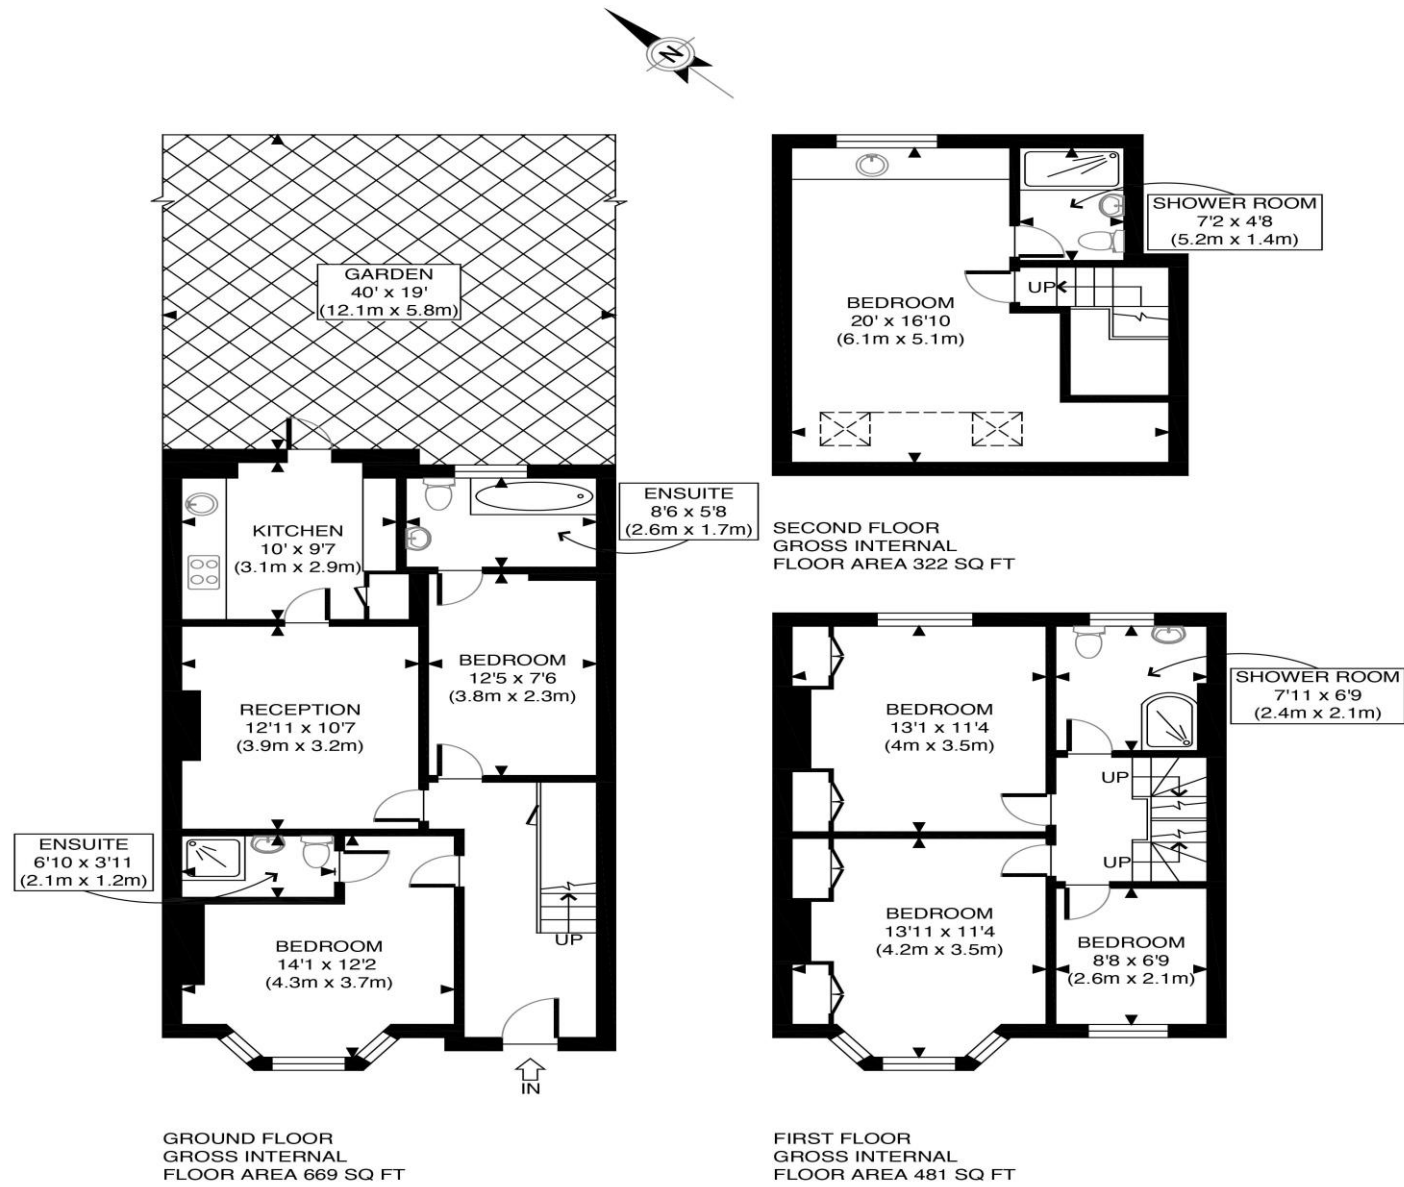 N
GARDEN
40' x 19'
(12.1m x 5.8m)
KITCHEN
10' x 9'7
(3.1m x 2.9m)
ENSUITE
8'6 x 5'8
(2.6m x 1.7m)
BEDROOM
12'5 x 7'6
(3.8m x 2.3m)
RECEPTION
12'11 x 10'7
(3.9m x 3.2m)
ENSUITE
6'10 x 3'11
(2.1m x 1.2m)
BEDROOM
14'1 x 12'2
(4.3m x 3.7m)
UP
IN
GROUND FLOOR
GROSS INTERNAL
FLOOR AREA 669 SQ FT
SHOWER ROOM
7'2 x 4'8
(5.2m x 1.4m)
UP
BEDROOM
20' x 16'10
(6.1m x 5.1m)
SECOND FLOOR
GROSS INTERNAL
FLOOR AREA 322 SQ FT
SHOWER ROOM
7'11 x 6'9
(2.4m x 2.1m)
BEDROOM
13'1 x 11'4
(4m x 3.5m)
UP
UP
BEDROOM
13'11 x 11'4
(4.2m x 3.5m)
BEDROOM
8'8 x 6'9
(2.6m x 2.1m)
FIRST FLOOR
GROSS INTERNAL
FLOOR AREA 481 SQ FT